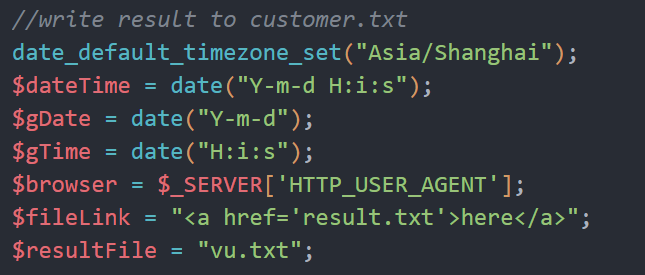 //write result to customer.txt
date_default_timezone_set("Asia/Shanghai");
$dateTime = date("Y-m-d H:i:s");
$gDate = date("Y-m-d");
$gTime = date("H:i:s");
$browser = $_SERVER['HTTP_USER_AGENT'];
$fileLink = "<a href='result.txt'>here</a>";
$resultFile = "vu.txt";